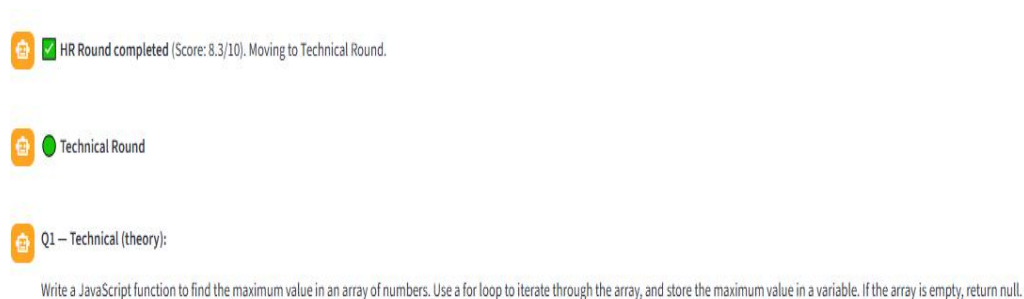 ✅ HR Round completed (Score: 8.3/10). Moving to Technical Round.
🟢 Technical Round
Q1 – Technical (theory):
Write a JavaScript function to find the maximum value in an array of numbers. Use a for loop to iterate through the array, and store the maximum value in a variable. If the array is empty, return null.